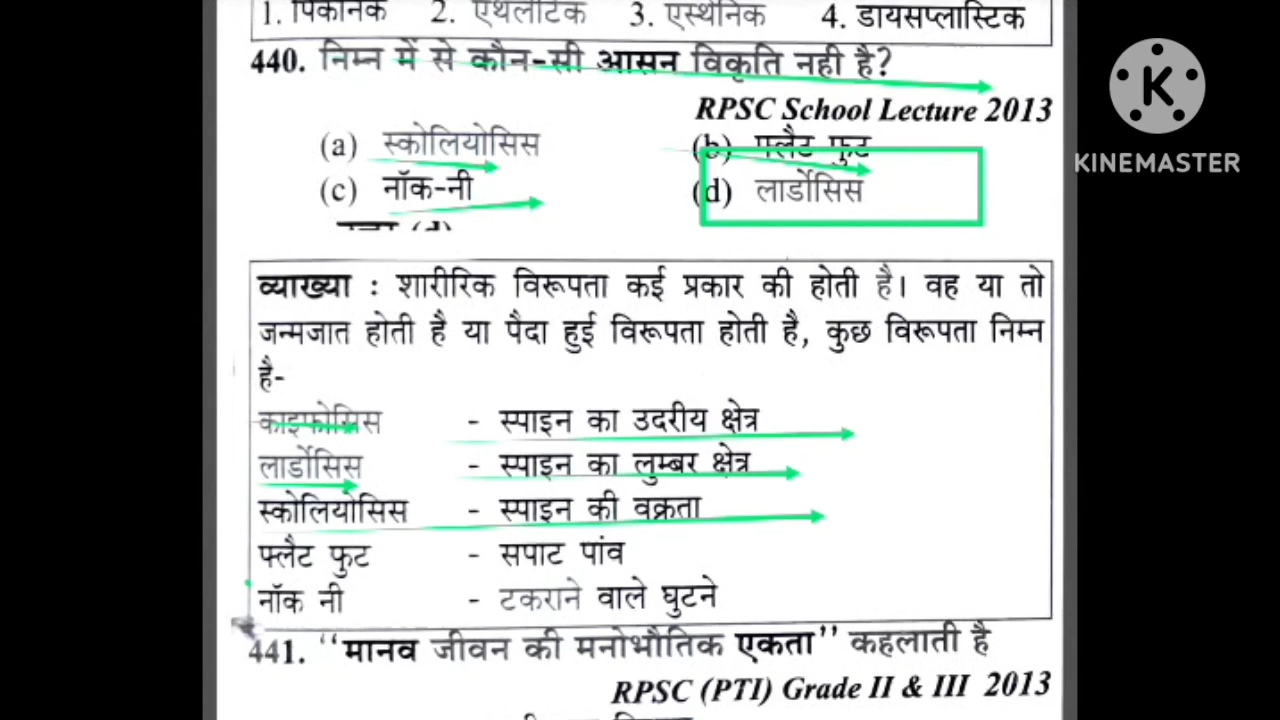 1. पिकनिक 2. एथलीटिक 3. एस्थेनिक 4. डायसप्लास्टिक
440. निम्न में से कौन-सी आसन विकृति नही है?
RPSC School Lecture 2013
(a) स्कोलियोसिस (b) फ्लैट फुट
(c) नॉक-नी (d) लार्डोसिस
KINEMASTER
व्याख्या : शारीरिक विरूपता कई प्रकार की होती है। वह या तो
जन्मजात होती है या पैदा हुई विरूपता होती है, कुछ विरूपता निम्न
है-
काइफोसिस - स्पाइन का उदरीय क्षेत्र
लार्डोसिस - स्पाइन का लुम्बर क्षेत्र
स्कोलियोसिस - स्पाइन की वक्रता
फ्लैट फुट - सपाट पांव
नॉक नी - टकराने वाले घुटने
441. ‘‘मानव जीवन की मनोभौतिक एकता’’ कहलाती है
RPSC (PTI) Grade II & III 2013